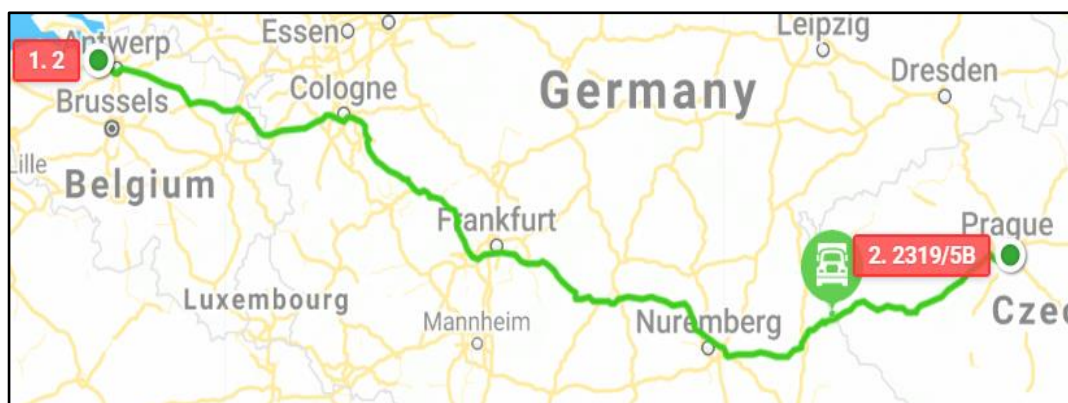 Essen
Leipzig
1. 2
Antwerp
Germany
Dresden
Cologne
Brussels
Lille
Belgium
Frankfurt
Prague
2. 2319/5B
Luxembourg
Mannheim
Nuremberg
Czec